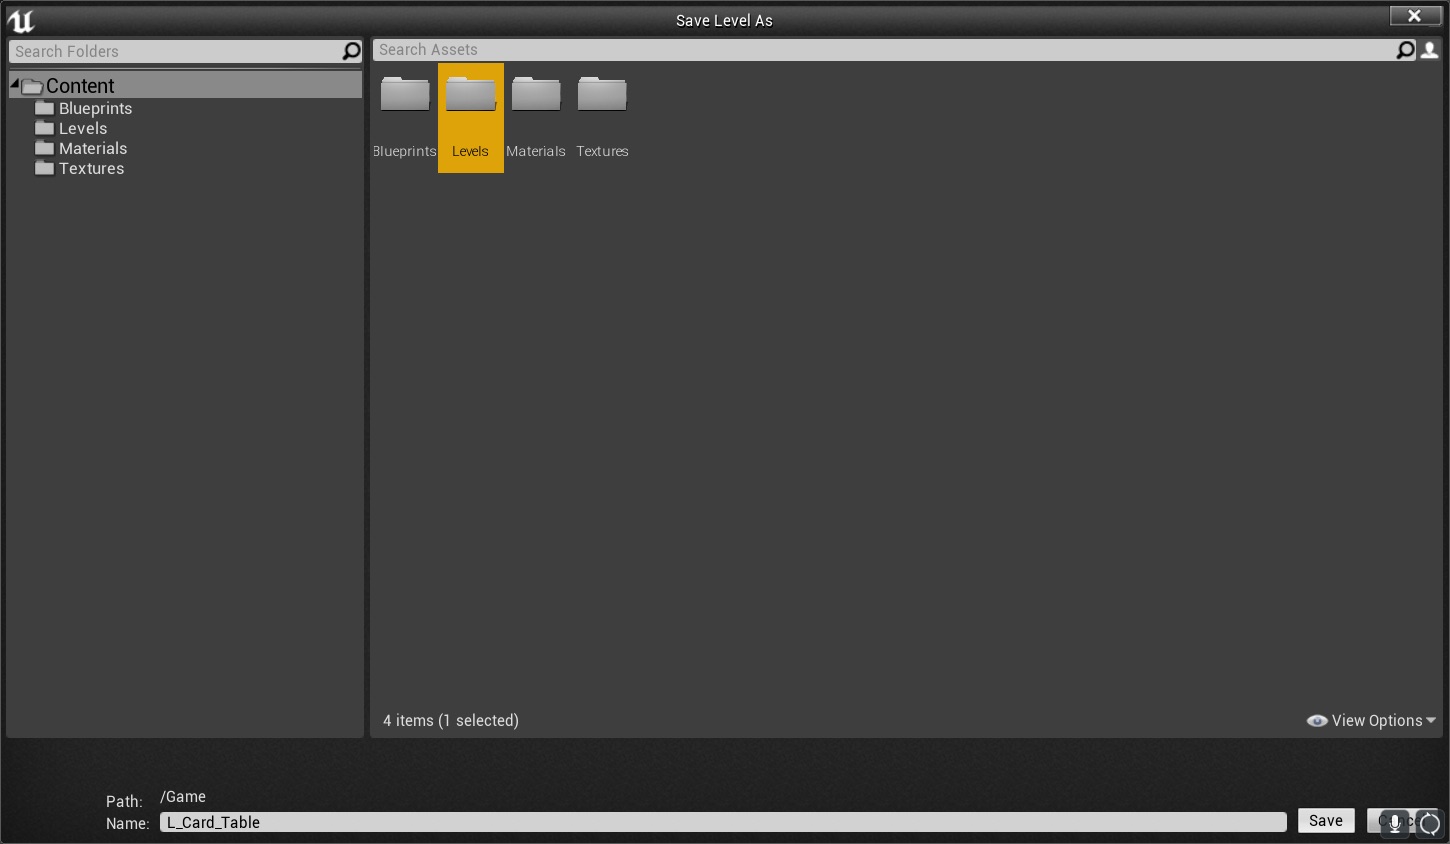 Save Level As
Search Folders
Content
Blueprints
Levels
Materials
Textures
Search Assets
Blueprints Levels Materials Textures
4 items (1 selected)
View Options
Path: /Game
Name: L_Card_Table
Save